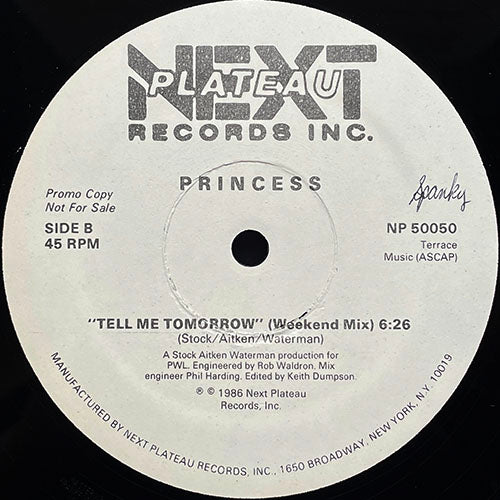 NEXT
PLATEAU
RECORDS INC.
PRINCESS
Promo Copy
Not For Sale
Spanky
SIDE B
45 RPM
NP 50050
Terrace
Music (ASCAP)
"TELL ME TOMORROW" (Weekend Mix) 6:26
(Stock/Aitken/Waterman)
A Stock Aitken Waterman production for
PWL. Engineered by Rob Waldron. Mix
engineer Phil Harding. Edited by Keith Dumpson.
℗ © 1986 Next Plateau
Records, Inc.
MANUFACTURED BY NEXT PLATEAU RECORDS, INC., 1650 BROADWAY, NEW YORK, N.Y. 10019